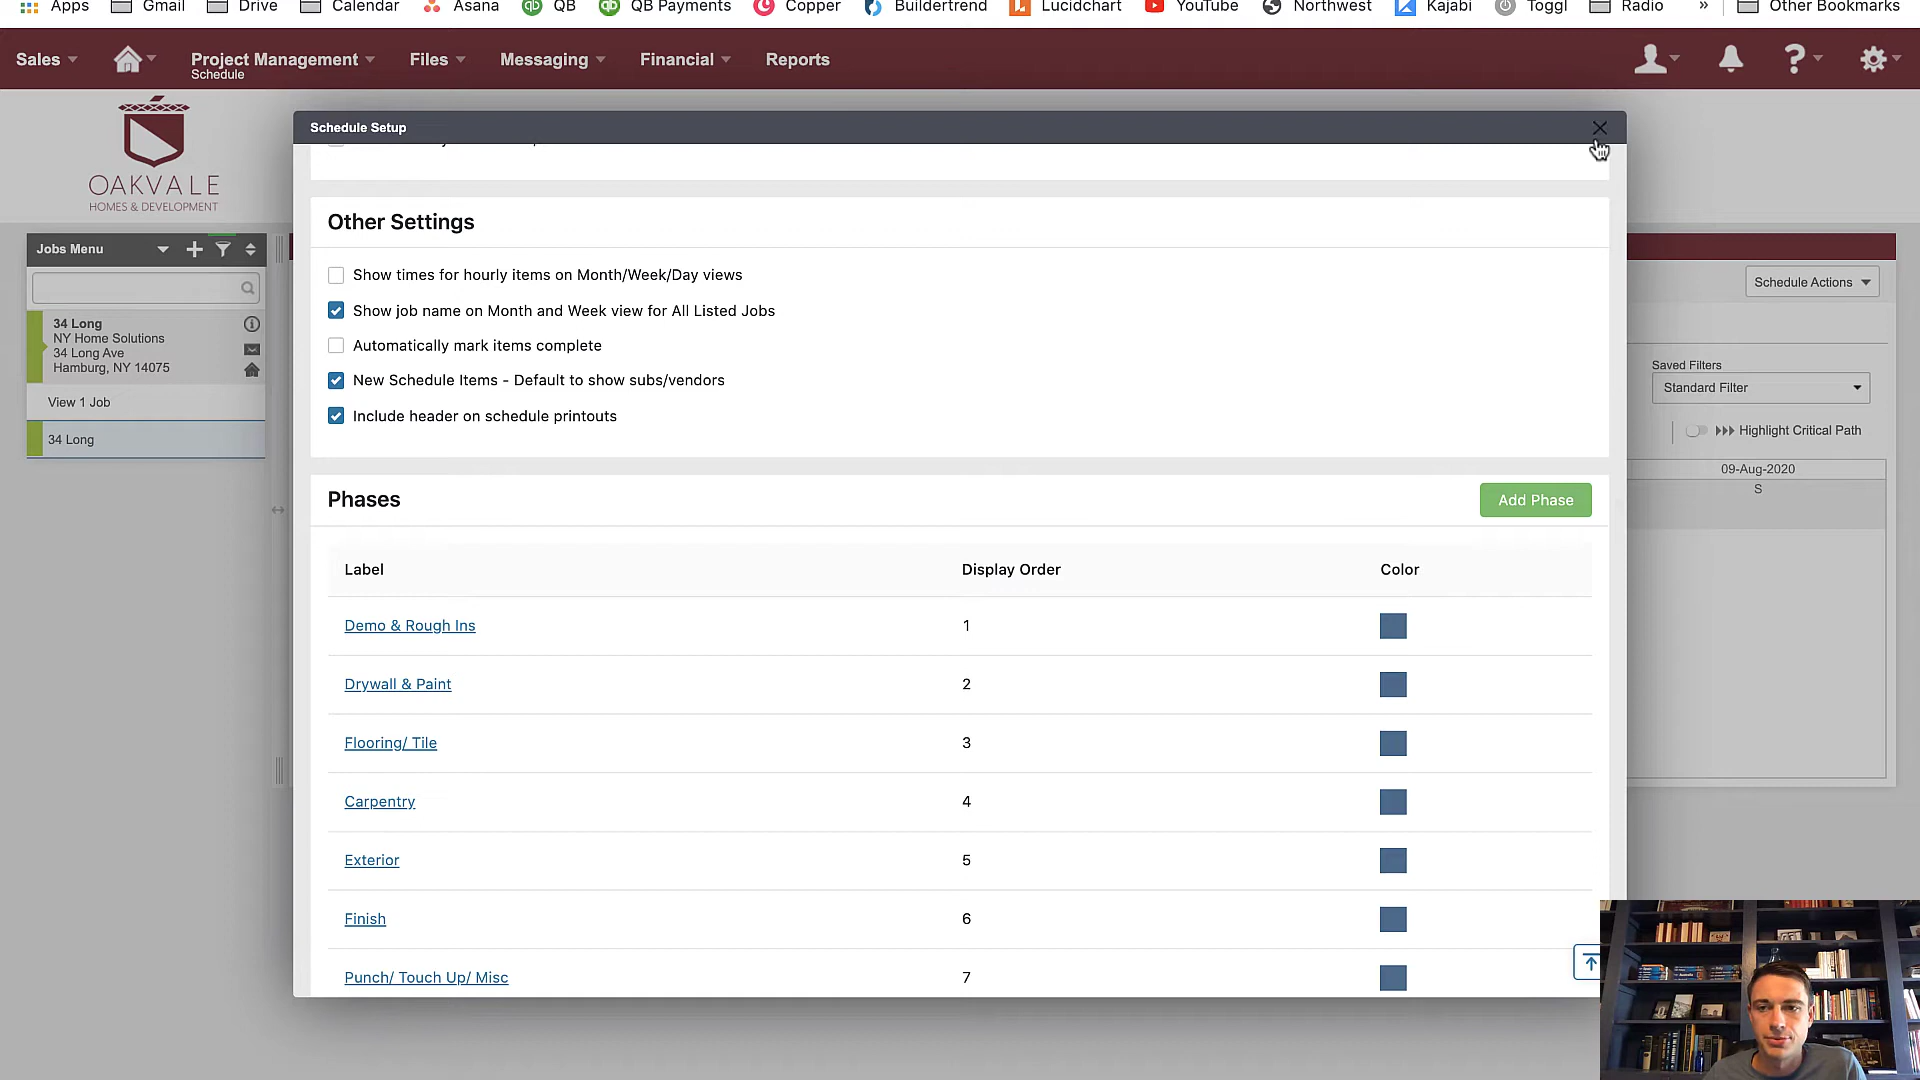 Apps Gmail Drive Calendar Asana QB QB Payments Copper Buildertrend Lucidchart YouTube Northwest Kajabi Toggl Radio » Other Bookmarks
Sales Project Management Files Messaging Financial Reports
Schedule
OAKVALE
HOMES & DEVELOPMENT
Schedule Setup
Other Settings
Show times for hourly items on Month/Week/Day views
Show job name on Month and Week view for All Listed Jobs
Automatically mark items complete
New Schedule Items - Default to show subs/vendors
Include header on schedule printouts
Phases Add Phase
Label Display Order Color
Demo & Rough Ins 1
Drywall & Paint 2
Flooring/ Tile 3
Carpentry 4
Exterior 5
Finish 6
Punch/ Touch Up/ Misc 7
Jobs Menu
34 Long
NY Home Solutions
34 Long Ave
Hamburg, NY 14075
View 1 Job
34 Long
Schedule Actions
Saved Filters
Standard Filter
Highlight Critical Path
09-Aug-2020
S